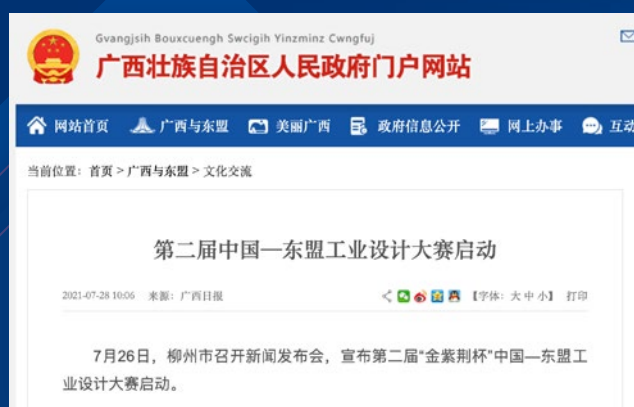 Gvangjsih Bouxcuengh Swcigih Yinzminz Cwngfuj
广西壮族自治区人民政府门户网站
网站首页 广西与东盟 美丽广西 政府信息公开 网上办事 互动
当前位置：首页 > 广西与东盟 > 文化交流
第二届中国—东盟工业设计大赛启动
2021-07-28 10:06 来源：广西日报 【字体：大 中 小】 打印
7月26日，柳州市召开新闻发布会，宣布第二届“金紫荆杯”中国—东盟工
业设计大赛启动。